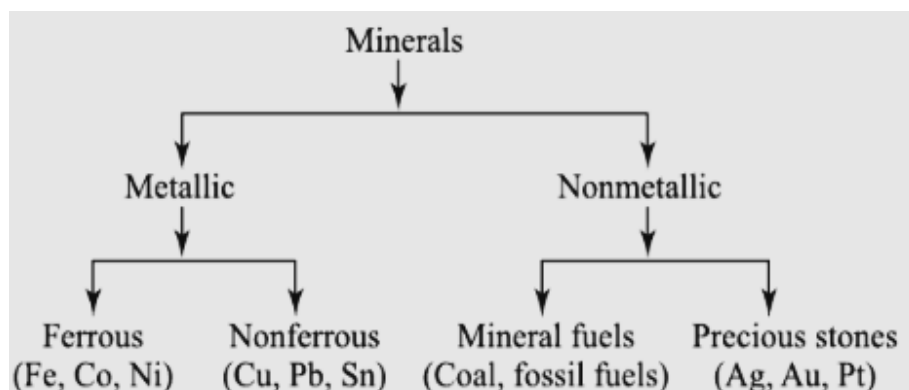 Minerals
Metallic
Nonmetallic
Ferrous
(Fe, Co, Ni)
Nonferrous
(Cu, Pb, Sn)
Mineral fuels
(Coal, fossil fuels)
Precious stones
(Ag, Au, Pt)